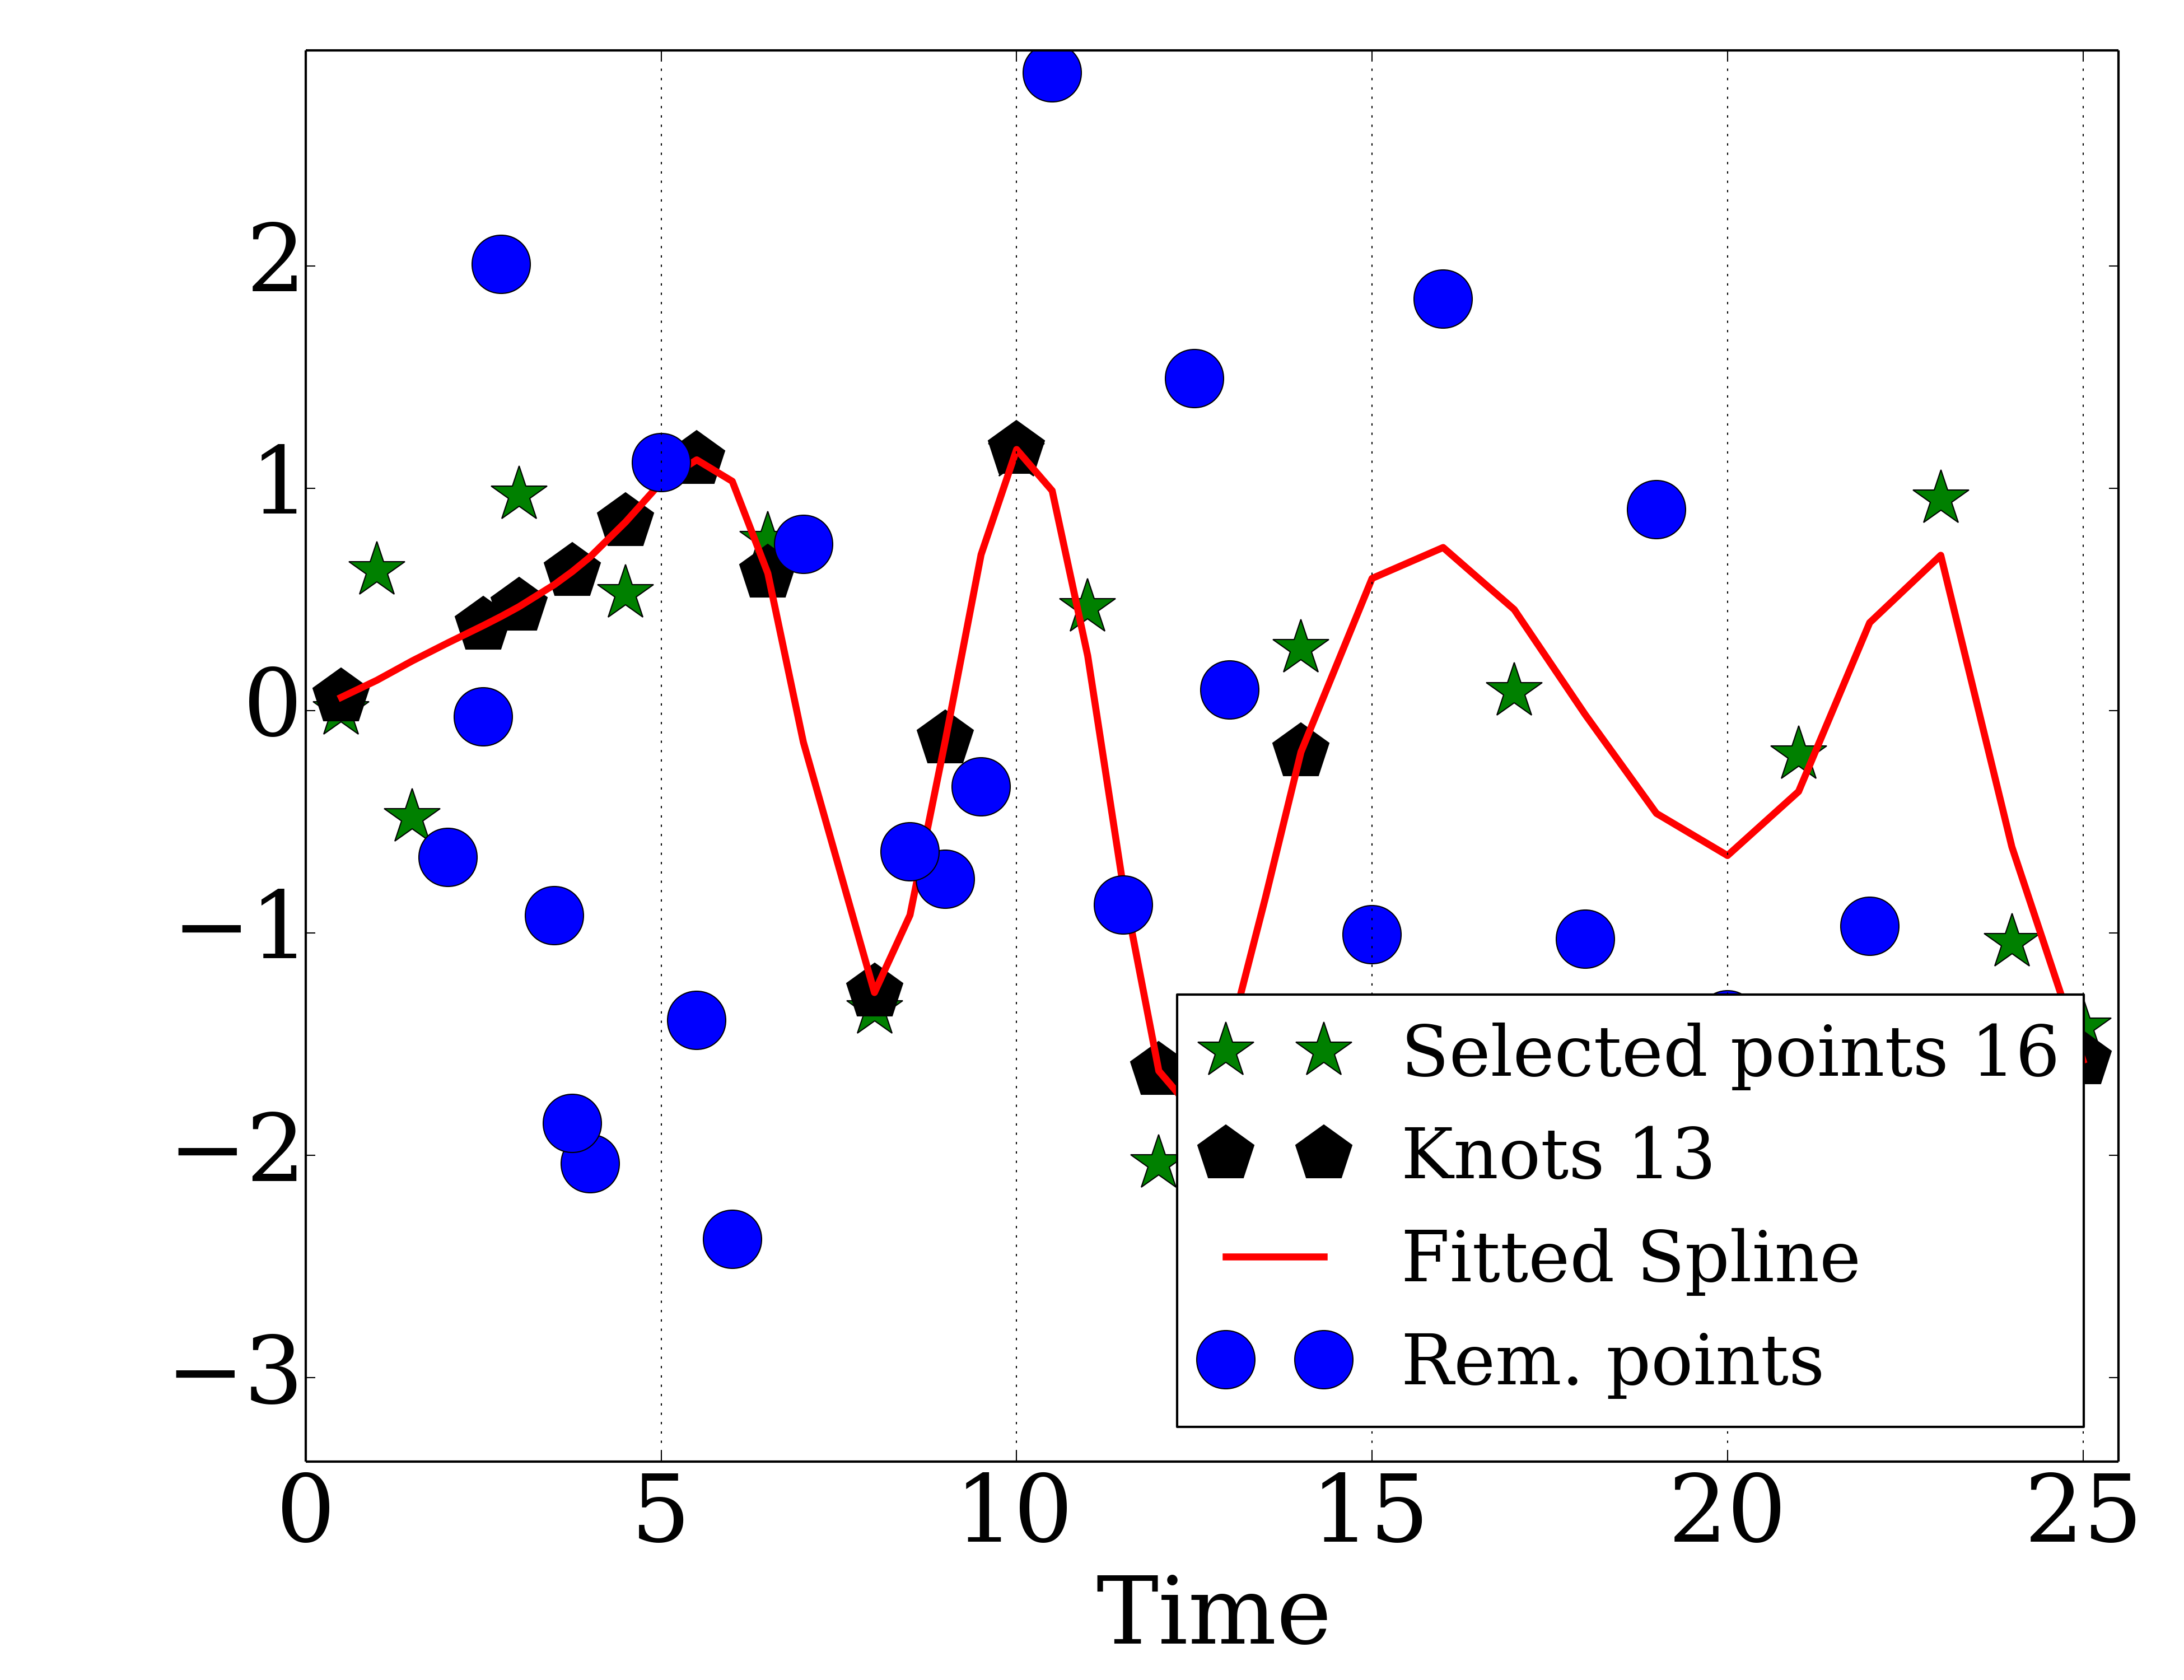 2
1
0
−1
−2
−3
Selected points 16
Knots 13
Fitted Spline
Rem. points
0 5 10 15 20 25
Time